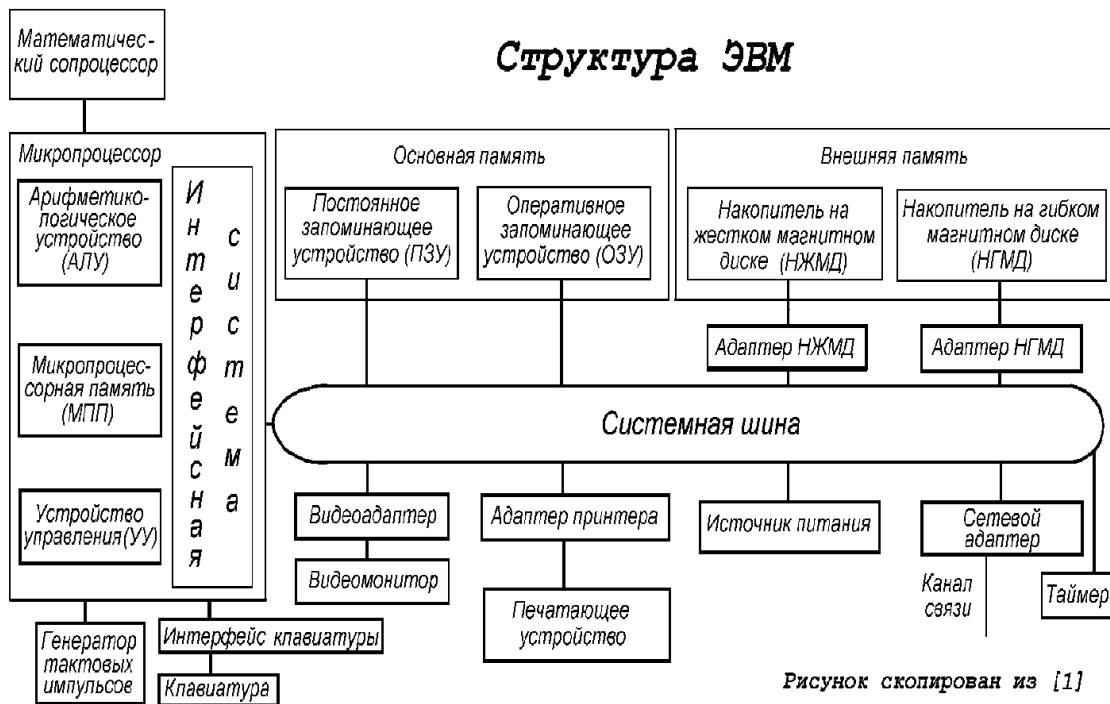 Математичес-
кий сопроцессор
Структура ЭВМ
Микропроцессор
Арифметико-
логическое
устройство
(АЛУ)
Микропроцес-
сорная память
(МПП)
Устройство
управления(УУ)
Интерфейсная
система
Основная память
Постоянное
запоминающее
устройство (ПЗУ)
Оперативное
запоминающее
устройство (ОЗУ)
Внешняя память
Накопитель на
жестком магнитном
диске (НЖМД)
Накопитель на гибком
магнитном диске
(НГМД)
Адаптер НЖМД
Адаптер НГМД
Системная шина
Видеоадаптер
Видеомонитор
Адаптер принтера
Печатающее
устройство
Источник питания
Сетевой
адаптер
Канал
связи
Таймер
Генератор
тактовых
импульсов
Интерфейс клавиатуры
Клавиатура
Рисунок скопирован из [1]